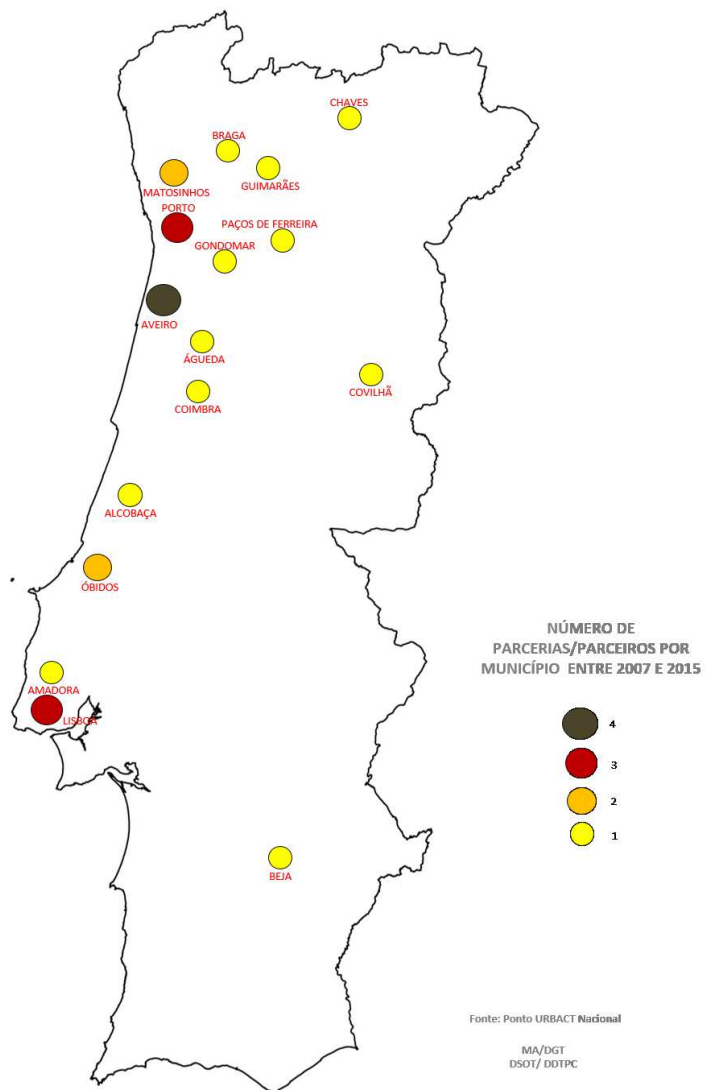 CHAVES
BRAGA
GUIMARÃES
MATOSINHOS
PORTO
PAÇOS DE FERREIRA
GONDOMAR
AVEIRO
ÁGUEDA
COVILHÃ
COIMBRA
ALCOBAÇA
ÓBIDOS
AMADORA
LISBOA
BEJA
NÚMERO DE
PARCERIAS/PARCEIROS POR
MUNICÍPIO ENTRE 2007 E 2015
4
3
2
1
Fonte: Ponto URBACT Nacional
MA/DGT
DSOT/ DDTPC